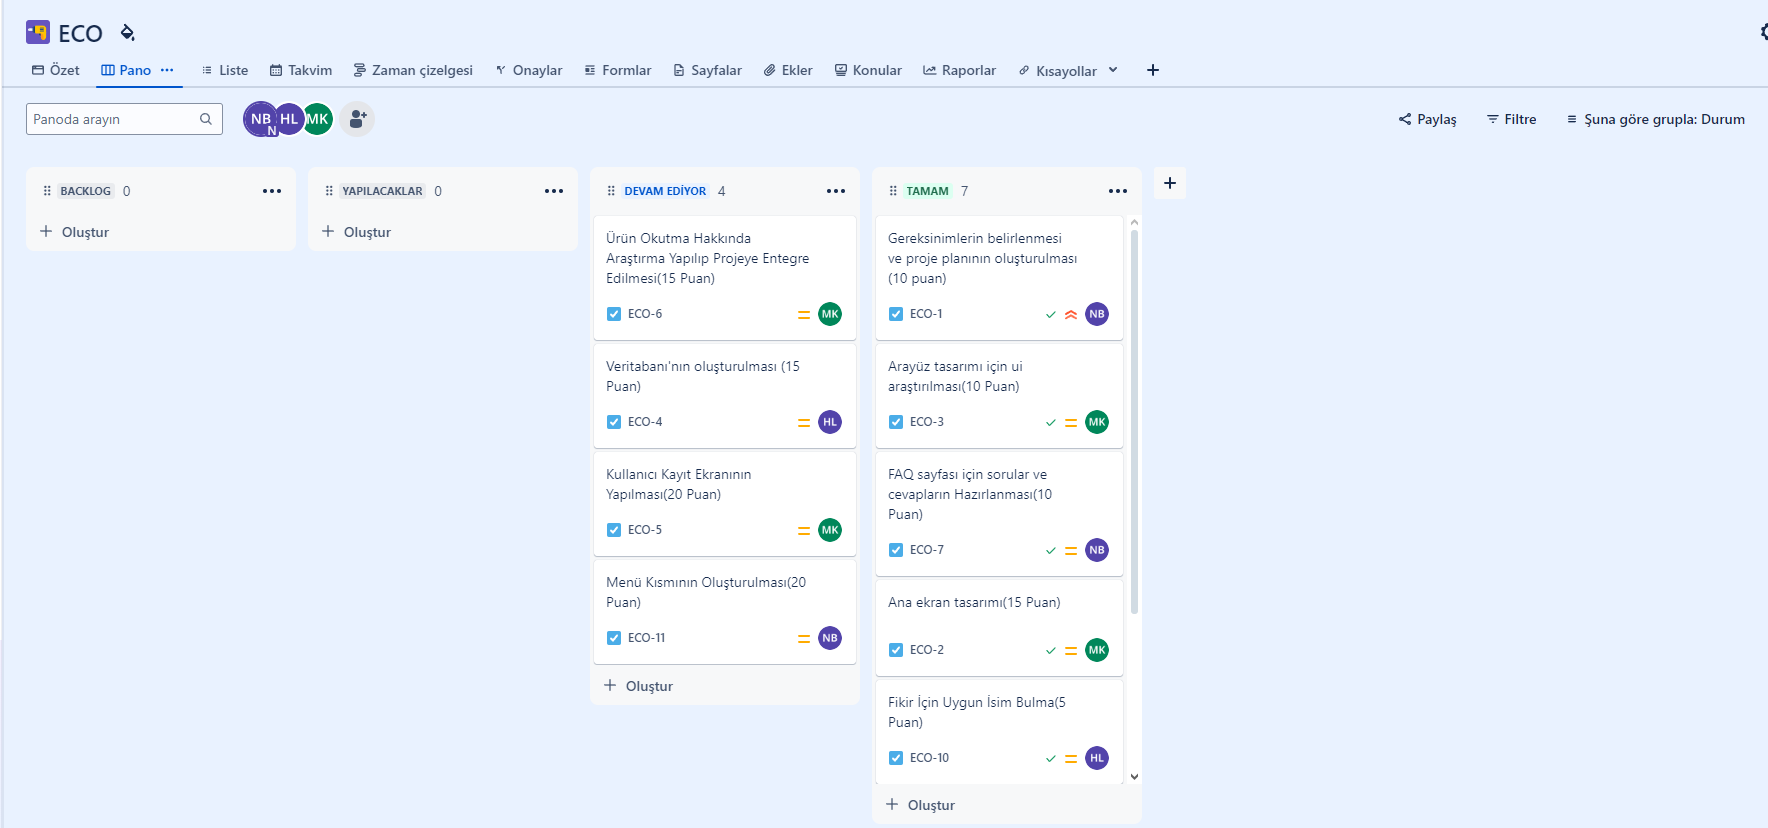 ECO
Özet Pano Liste Takvim Zaman çizelgesi Onaylar Formlar Sayfalar Ekler Konular Raporlar Kısayollar
Panoda arayın
NB N HL MK
Paylaş Filtre Şuna göre grupla: Durum
BACKLOG 0
Oluştur
YAPILACAKLAR 0
Oluştur
DEVAM EDİYOR 4
Ürün Okutma Hakkında
Araştırma Yapılıp Projeye Entegre
Edilmesi(15 Puan)
ECO-6 MK
Veritabanı'nın oluşturulması (15
Puan)
ECO-4 HL
Kullanıcı Kayıt Ekranının
Yapılması(20 Puan)
ECO-5 MK
Menü Kısmının Oluşturulması(20
Puan)
ECO-11 NB
Oluştur
TAMAM 7
Gereksinimlerin belirlenmesi
ve proje planının oluşturulması
(10 puan)
ECO-1 NB
Arayüz tasarımı için ui
araştırılması(10 Puan)
ECO-3 MK
FAQ sayfası için sorular ve
cevapların Hazırlanması(10
Puan)
ECO-7 NB
Ana ekran tasarımı(15 Puan)
ECO-2 MK
Fikir İçin Uygun İsim Bulma(5
Puan)
ECO-10 HL
Oluştur